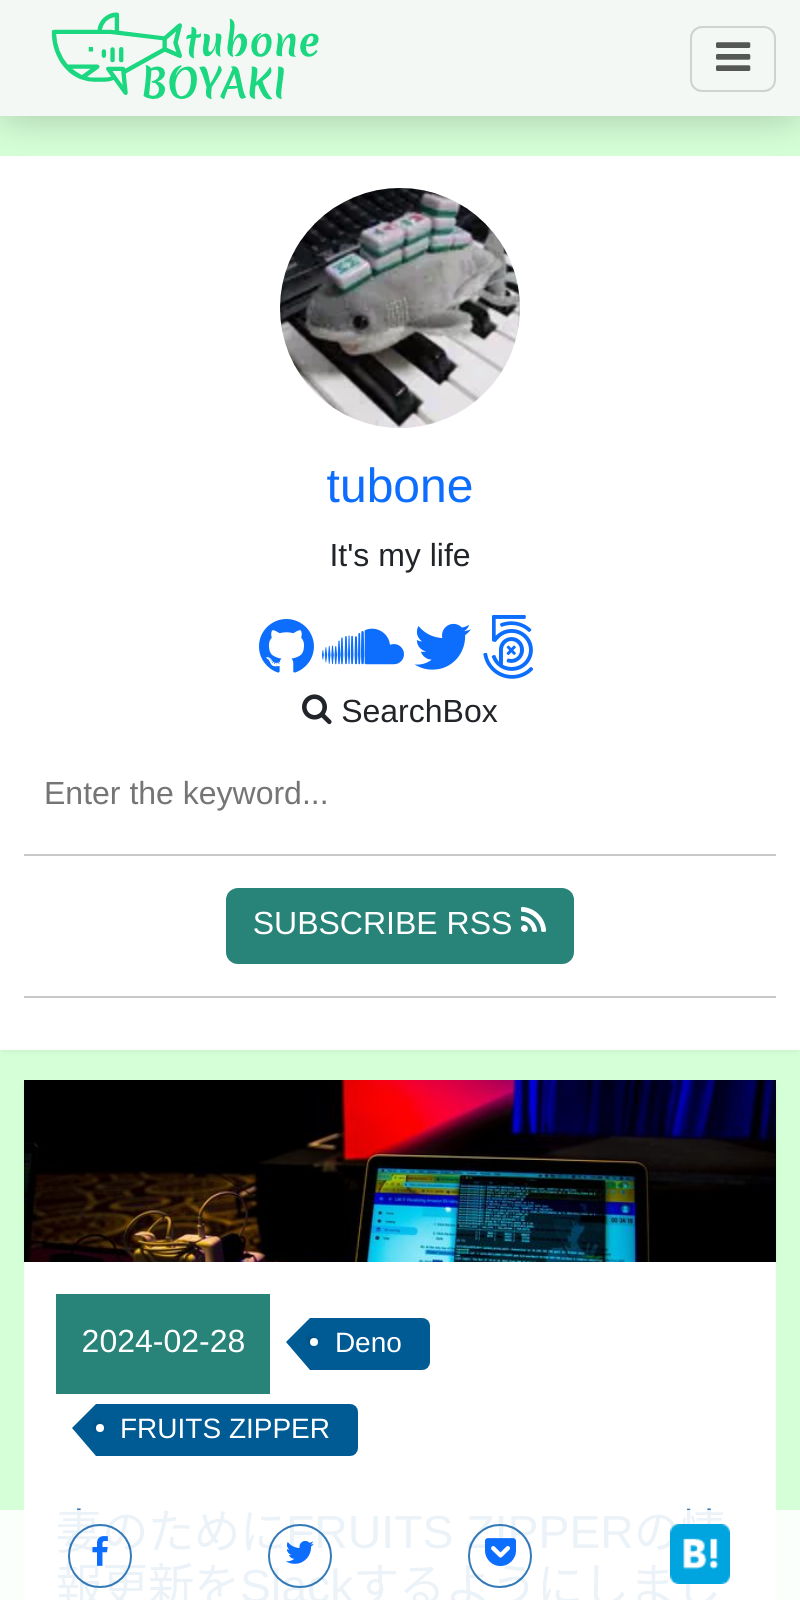 tubone
BOYAKI
tubone
It's my life
SearchBox
Enter the keyword...
SUBSCRIBE RSS
2024-02-28
Deno
FRUITS ZIPPER
妻のためにFRUITS ZIPPERの情
報更新をSlackするようにしまし
B!